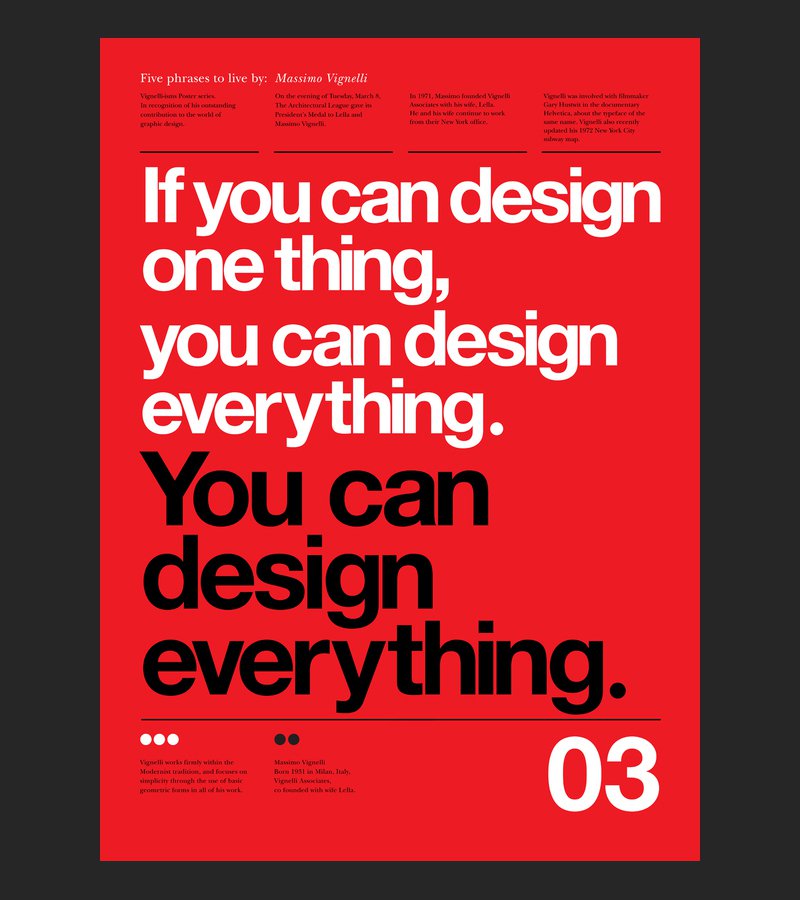 Five phrases to live by: Massimo Vignelli
Vignelli-isms Poster series.
In recognition of his outstanding
contribution to the world of
graphic design.
On the evening of Tuesday, March 8,
The Architectural League gave its
President's Medal to Lella and
Massimo Vignelli.
In 1971, Massimo founded Vignelli
Associates with his wife, Lella.
He and his wife continue to work
from their New York office.
Vignelli was involved with filmmaker
Gary Hustwit in the documentary
Helvetica, about the typeface of the
same name. Vignelli also recently
updated his 1972 New York City
subway map.
If you can design
one thing,
you can design
everything.
You can
design
everything.
Vignelli works firmly within the
Modernist tradition, and focuses on
simplicity through the use of basic
geometric forms in all of his work.
Massimo Vignelli
Born 1931 in Milan, Italy,
Vignelli Associates,
co founded with wife Lella.
03